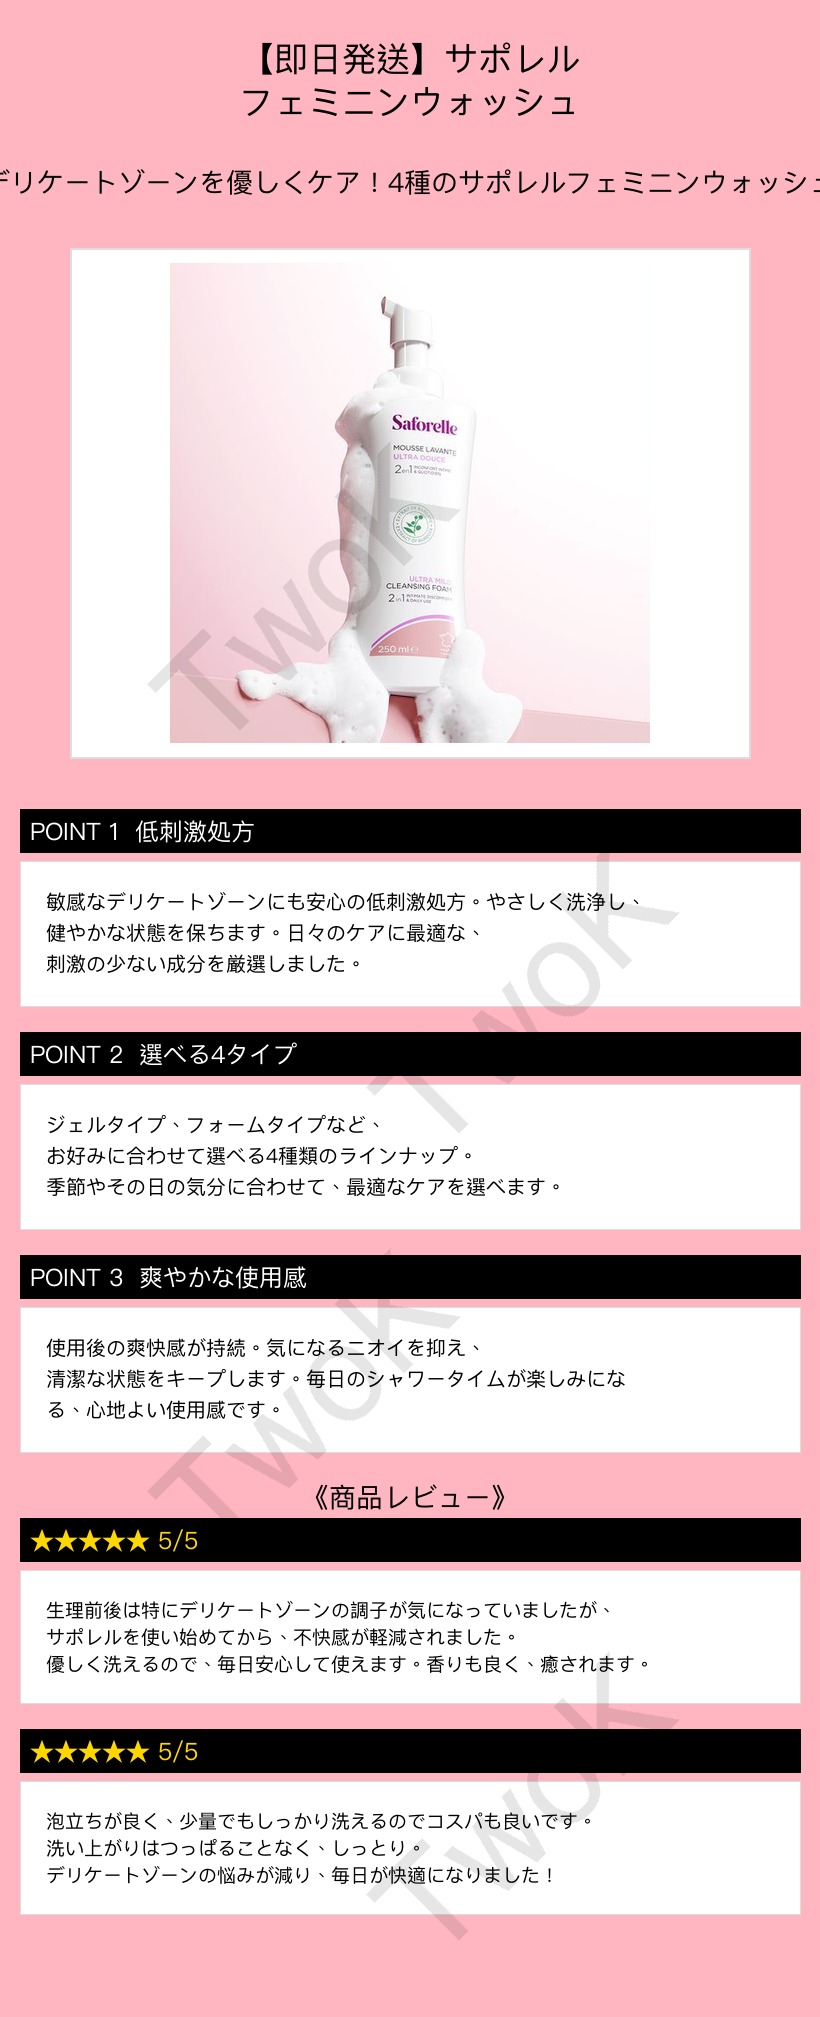 【即日発送】サポレル
フェミニンウォッシュ
デリケートゾーンを優しくケア！4種のサポレルフェミニンウォッシュ
Saforelle
MOUSSE LAVANTE
ULTRA DOUCE
2en1 INCONFORT INTIME
& QUOTIDIEN
ULTRA MILD
CLEANSING FOAM
2in1 INTIMATE DISCOMFORT
& DAILY USE
250 ml e
Twok
POINT 1 低刺激処方
敏感なデリケートゾーンにも安心の低刺激処方。やさしく洗浄し、
健やかな状態を保ちます。日々のケアに最適な、
刺激の少ない成分を厳選しました。
Twok
POINT 2 選べる4タイプ
ジェルタイプ、フォームタイプなど、
お好みに合わせて選べる4種類のラインナップ。
季節やその日の気分に合わせて、最適なケアを選べます。
POINT 3 爽やかな使用感
使用後の爽快感が持続。気になるニオイを抑え、
清潔な状態をキープします。毎日のシャワータイムが楽しみにな
る、心地よい使用感です。
Twok
《商品レビュー》
★★★★★ 5/5
生理前後は特にデリケートゾーンの調子が気になっていましたが、
サポレルを使い始めてから、不快感が軽減されました。
優しく洗えるので、毎日安心して使えます。香りも良く、癒されます。
★★★★★ 5/5
泡立ちが良く、少量でもしっかり洗えるのでコスパも良いです。
洗い上がりはつっぱることなく、しっとり。
デリケートゾーンの悩みが減り、毎日が快適になりました！
Twok